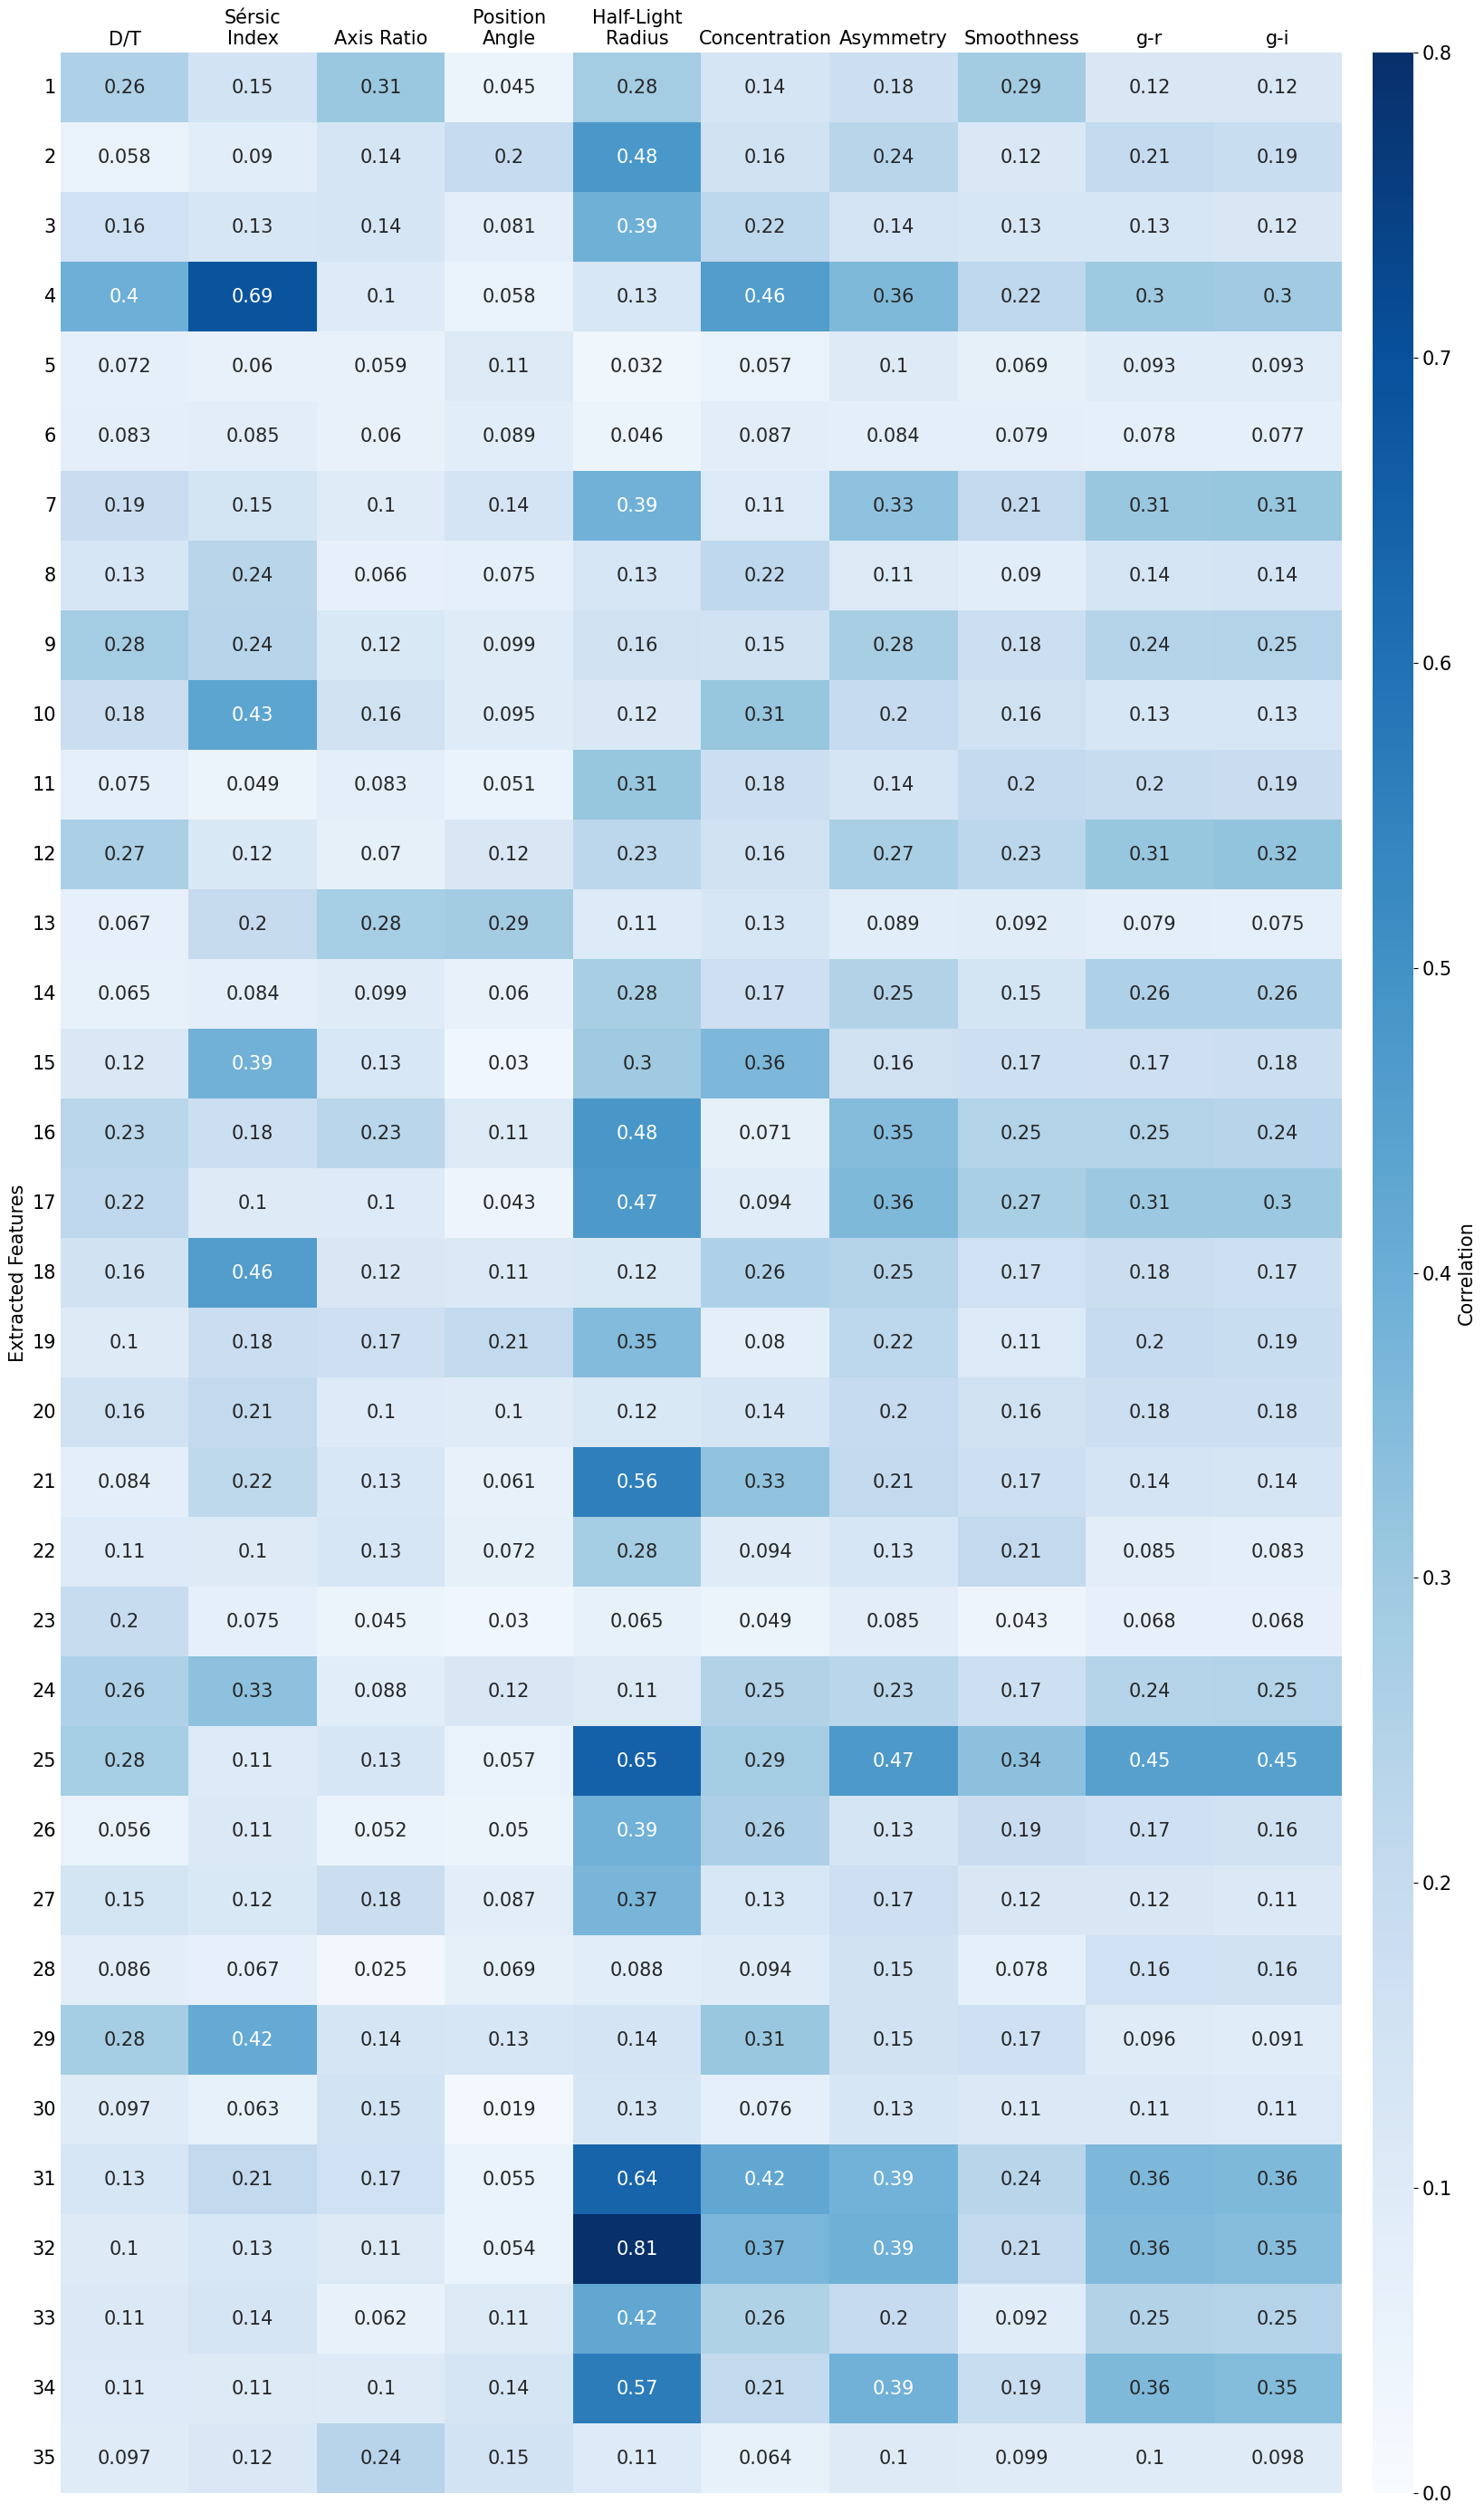 D/T Sérsic Index Axis Ratio Position Angle Half-Light Radius Concentration Asymmetry Smoothness g-r g-i
1 0.26 0.15 0.31 0.045 0.28 0.14 0.18 0.29 0.12 0.12
2 0.058 0.09 0.14 0.2 0.48 0.16 0.24 0.12 0.21 0.19
3 0.16 0.13 0.14 0.081 0.39 0.22 0.14 0.13 0.13 0.12
4 0.4 0.69 0.1 0.058 0.13 0.46 0.36 0.22 0.3 0.3
5 0.072 0.06 0.059 0.11 0.032 0.057 0.1 0.069 0.093 0.093
6 0.083 0.085 0.06 0.089 0.046 0.087 0.084 0.079 0.078 0.077
7 0.19 0.15 0.1 0.14 0.39 0.11 0.33 0.21 0.31 0.31
8 0.13 0.24 0.066 0.075 0.13 0.22 0.11 0.09 0.14 0.14
9 0.28 0.24 0.12 0.099 0.16 0.15 0.28 0.18 0.24 0.25
10 0.18 0.43 0.16 0.095 0.12 0.31 0.2 0.16 0.13 0.13
11 0.075 0.049 0.083 0.051 0.31 0.18 0.14 0.2 0.2 0.19
12 0.27 0.12 0.07 0.12 0.23 0.16 0.27 0.23 0.31 0.32
13 0.067 0.2 0.28 0.29 0.11 0.13 0.089 0.092 0.079 0.075
14 0.065 0.084 0.099 0.06 0.28 0.17 0.25 0.15 0.26 0.26
15 0.12 0.39 0.13 0.03 0.3 0.36 0.16 0.17 0.17 0.18
16 0.23 0.18 0.23 0.11 0.48 0.071 0.35 0.25 0.25 0.24
17 0.22 0.1 0.1 0.043 0.47 0.094 0.36 0.27 0.31 0.3
18 0.16 0.46 0.12 0.11 0.12 0.26 0.25 0.17 0.18 0.17
19 0.1 0.18 0.17 0.21 0.35 0.08 0.22 0.11 0.2 0.19
20 0.16 0.21 0.1 0.1 0.12 0.14 0.2 0.16 0.18 0.18
21 0.084 0.22 0.13 0.061 0.56 0.33 0.21 0.17 0.14 0.14
22 0.11 0.1 0.13 0.072 0.28 0.094 0.13 0.21 0.085 0.083
23 0.2 0.075 0.045 0.03 0.065 0.049 0.085 0.043 0.068 0.068
24 0.26 0.33 0.088 0.12 0.11 0.25 0.23 0.17 0.24 0.25
25 0.28 0.11 0.13 0.057 0.65 0.29 0.47 0.34 0.45 0.45
26 0.056 0.11 0.052 0.05 0.39 0.26 0.13 0.19 0.17 0.16
27 0.15 0.12 0.18 0.087 0.37 0.13 0.17 0.12 0.12 0.11
28 0.086 0.067 0.025 0.069 0.088 0.094 0.15 0.078 0.16 0.16
29 0.28 0.42 0.14 0.13 0.14 0.31 0.15 0.17 0.096 0.091
30 0.097 0.063 0.15 0.019 0.13 0.076 0.13 0.11 0.11 0.11
31 0.13 0.21 0.17 0.055 0.64 0.42 0.39 0.24 0.36 0.36
32 0.1 0.13 0.11 0.054 0.81 0.37 0.39 0.21 0.36 0.35
33 0.11 0.14 0.062 0.11 0.42 0.26 0.2 0.092 0.25 0.25
34 0.11 0.11 0.1 0.14 0.57 0.21 0.39 0.19 0.36 0.35
35 0.097 0.12 0.24 0.15 0.11 0.064 0.1 0.099 0.1 0.098
Extracted Features
0.8
0.7
0.6
0.5
0.4
0.3
0.2
0.1
0.0
Correlation